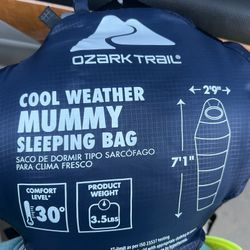 OZARK TRAIL®
COOL WEATHER
MUMMY
SLEEPING BAG
SACO DE DORMIR TIPO SARCÓFAGO
PARA CLIMA FRESCO
2'9"
7'1"
COMFORT
LEVEL*
30°
PRODUCT
WEIGHT
3.5LBS